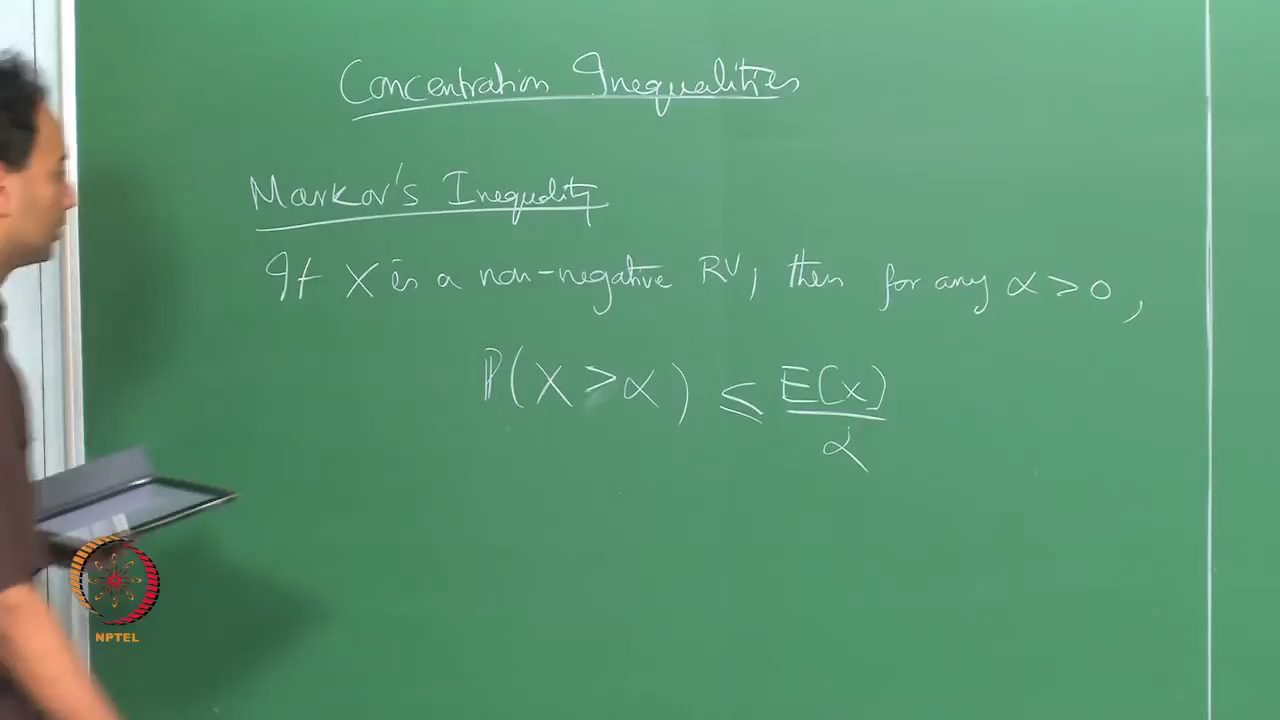 Concentration Inequalities
Markov's Inequality
If X is a non-negative RV, then for any α > 0,
ℙ(X > α) ≤ E(X)/α
NPTEL